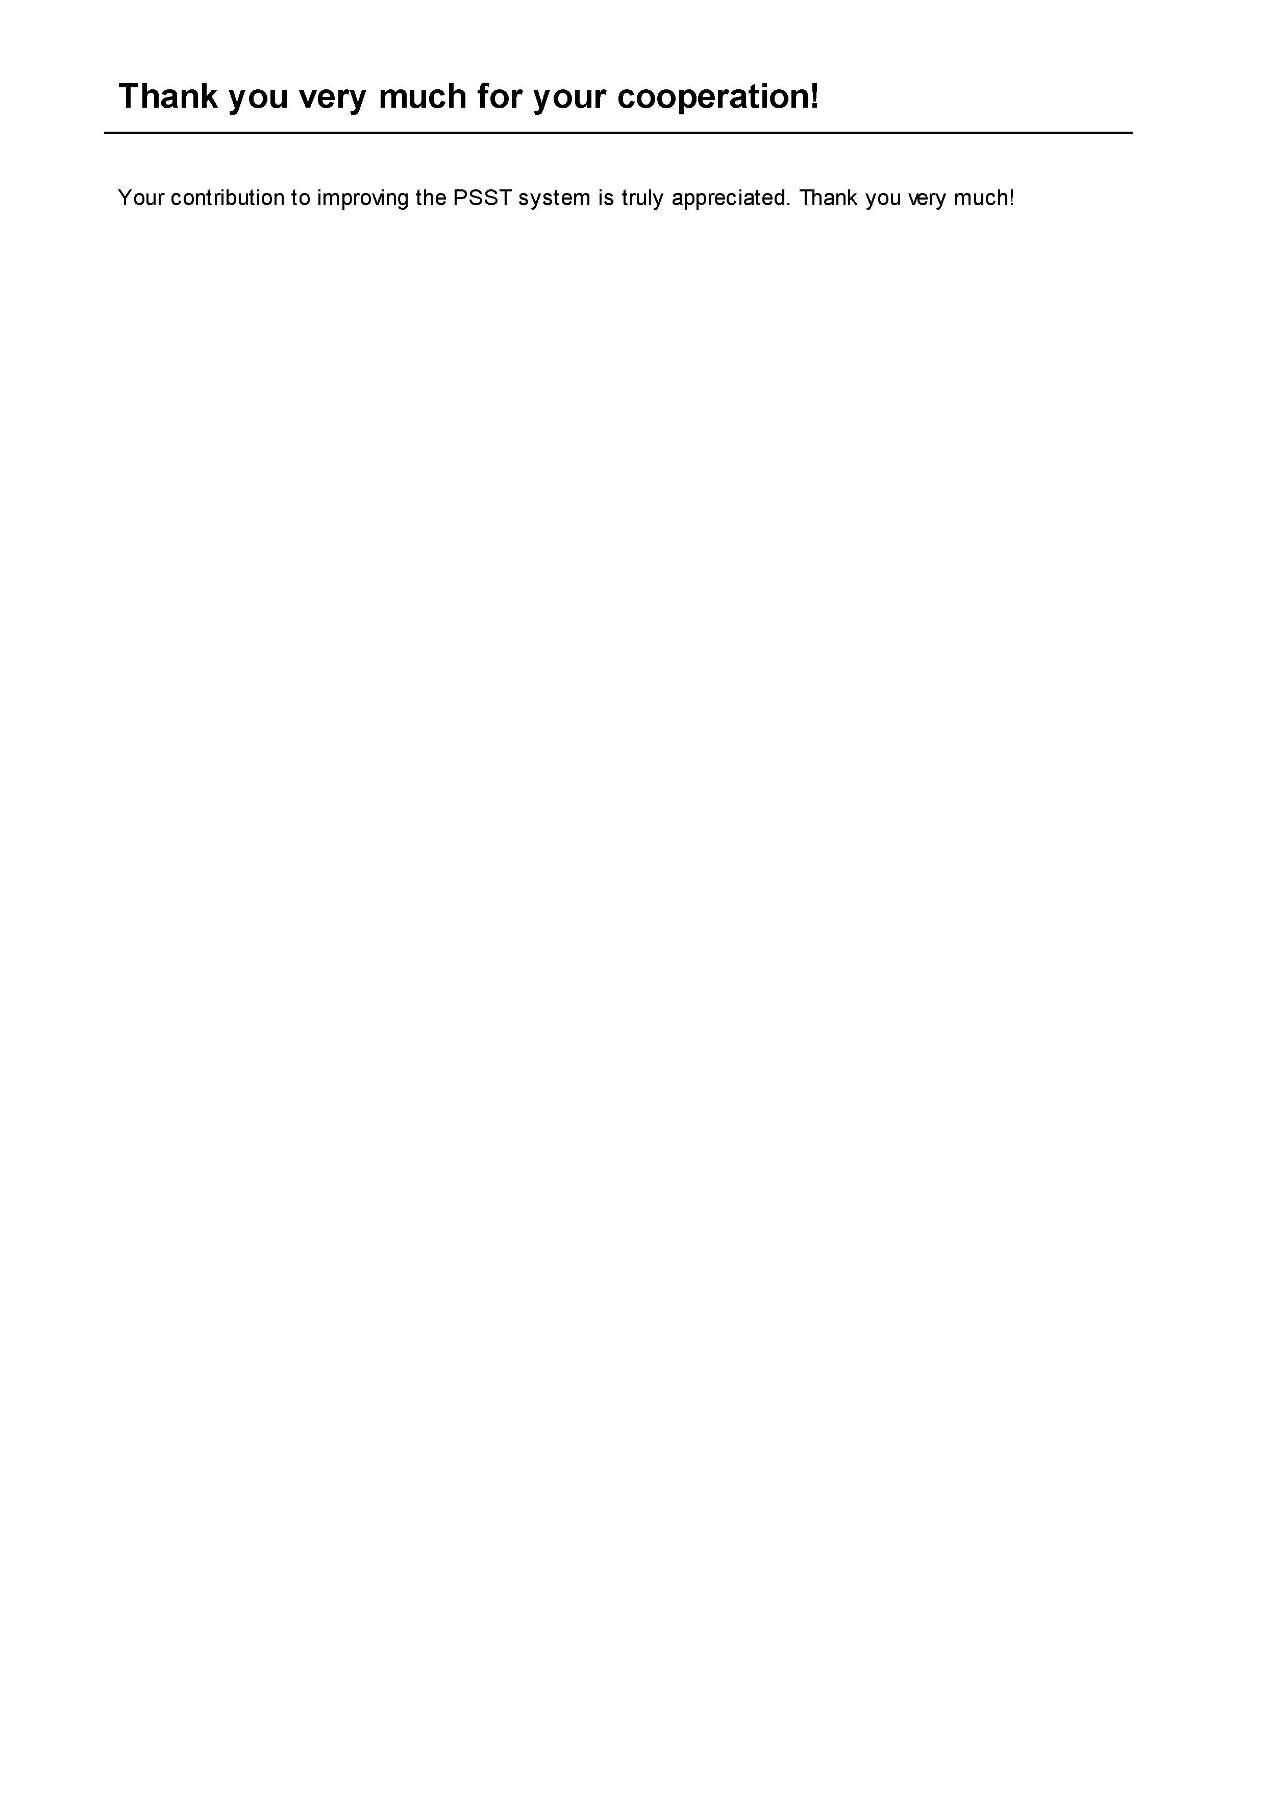 Thank you very much for your cooperation!
Your contribution to improving the PSST system is truly appreciated. Thank you very much!